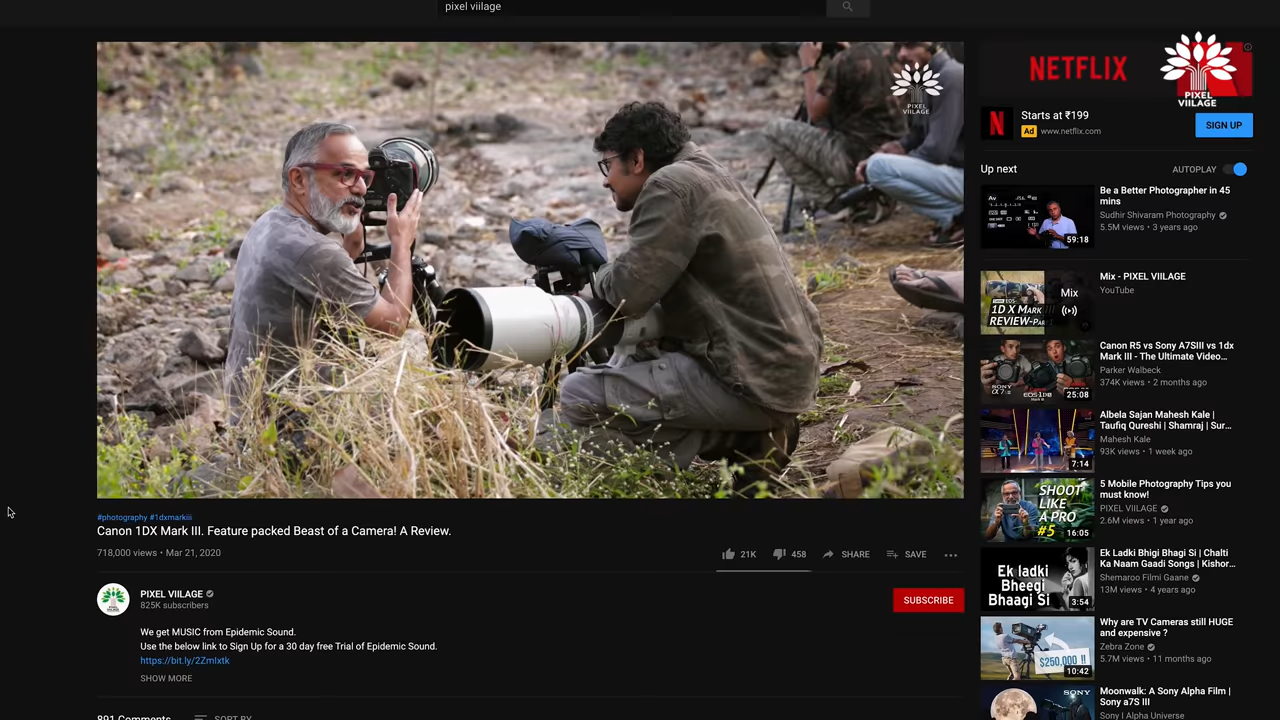 pixel viilage
PIXEL
VIILAGE
NETFLIX
PIXEL
VIILAGE
N
Starts at ₹199
Ad www.netflix.com
SIGN UP
Up next
AUTOPLAY
Be a Better Photographer in 45
mins
Sudhir Shivaram Photography
5.5M views • 3 years ago
59:18
Mix - PIXEL VIILAGE
YouTube
Mix
1D X MARK
REVIEW-PART
Canon R5 vs Sony A7SIII vs 1dx
Mark III - The Ultimate Video...
Parker Walbeck
374K views • 2 months ago
25:08
Albela Sajan Mahesh Kale |
Taufiq Qureshi | Shamraj | Sur...
Mahesh Kale
93K views • 1 week ago
7:14
5 Mobile Photography Tips you
must know!
PIXEL VIILAGE
2.6M views • 1 year ago
SHOOT
LIKE
A PRO
#5
16:05
Ek Ladki Bhigi Bhagi Si | Chalti
Ka Naam Gaadi Songs | Kishor...
Shemaroo Filmi Gaane
13M views • 4 years ago
Ek ladki
Bheegi
Bhaagi Si
3:54
Why are TV Cameras still HUGE
and expensive ?
Zebra Zone
5.7M views • 11 months ago
$250,000 !!
10:42
Moonwalk: A Sony Alpha Film |
Sony a7S III
Sony | Alpha Universe
SONY
#photography #1dxmarkiii
Canon 1DX Mark III. Feature packed Beast of a Camera! A Review.
718,000 views • Mar 21, 2020
21K
458
SHARE
SAVE
PIXEL VIILAGE
825K subscribers
SUBSCRIBE
We get MUSIC from Epidemic Sound.
Use the below link to Sign Up for a 30 day free Trial of Epidemic Sound.
https://bit.ly/2ZmIxtk
SHOW MORE
891 Comments
SORT BY